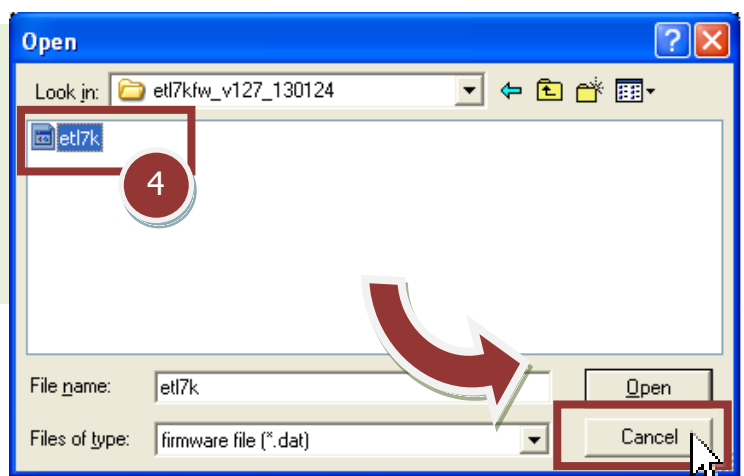 Open
Look in: etl7kfw_v127_130124
etl7k
4
File name: etl7k Open
Files of type: firmware file (*.dat) Cancel